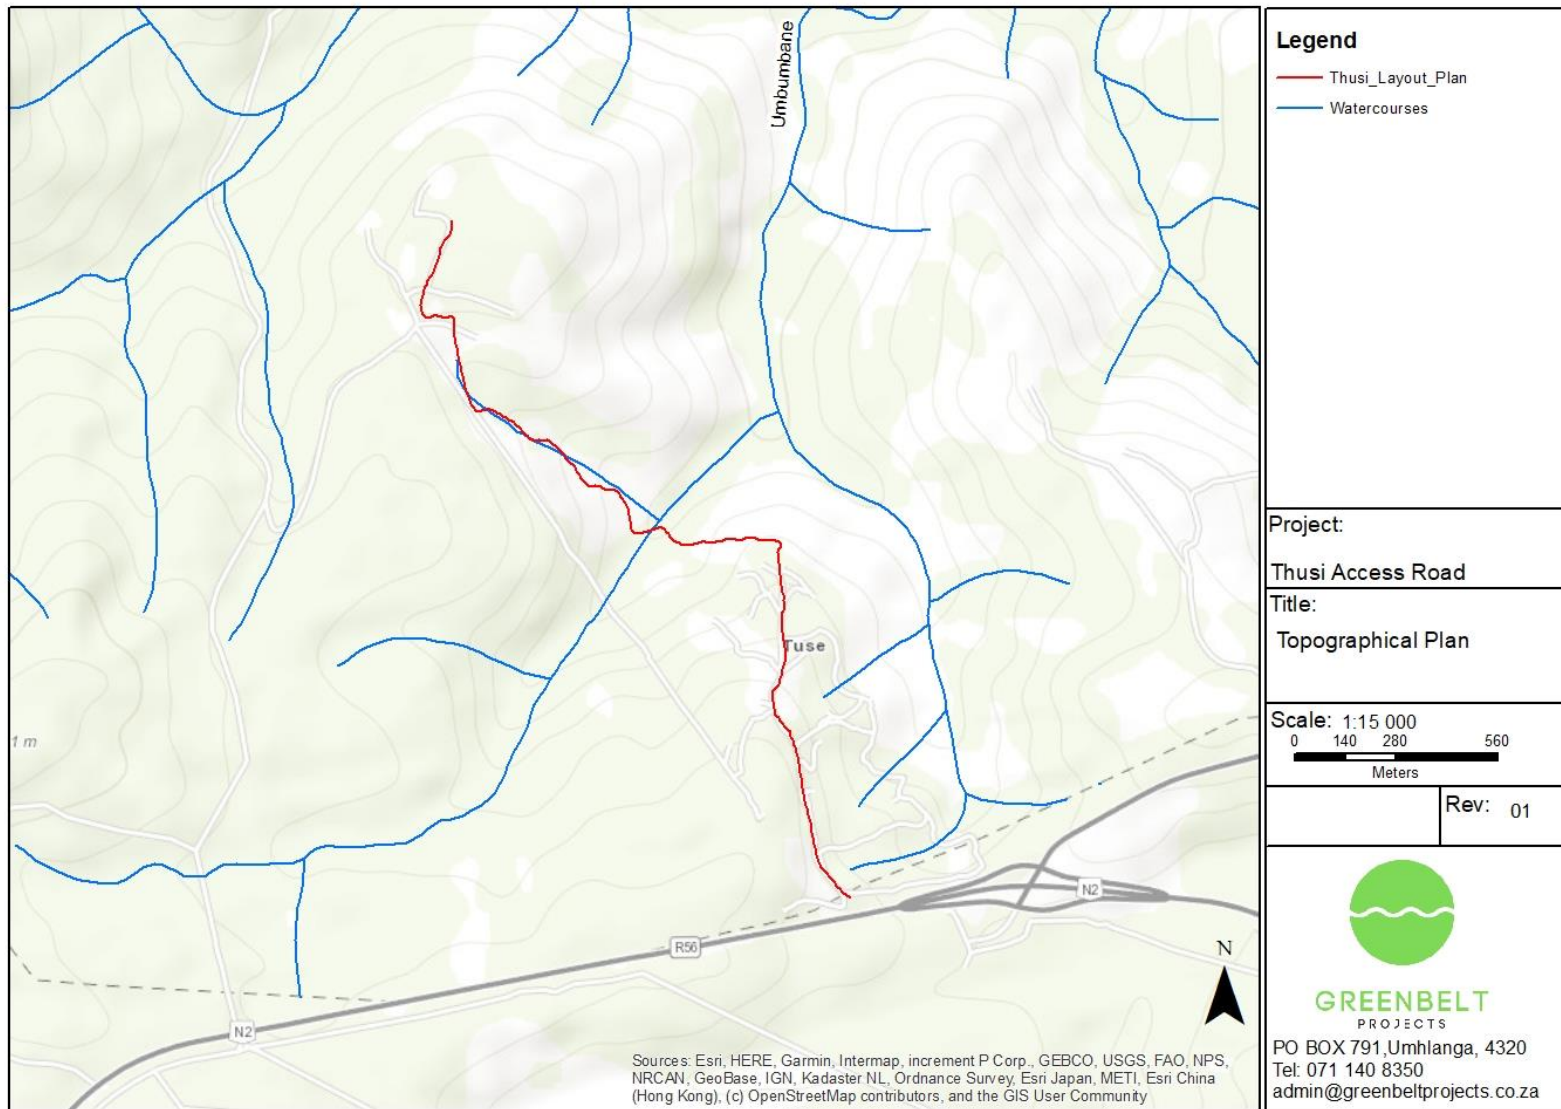 Umbumbane
Tuse
1 m
R56
N2
N2
N
Sources: Esri, HERE, Garmin, Intermap, increment P Corp., GEBCO, USGS, FAO, NPS,
NRCAN, GeoBase, IGN, Kadaster NL, Ordnance Survey, Esri Japan, METI, Esri China
(Hong Kong), (c) OpenStreetMap contributors, and the GIS User Community
Legend
Thusi_Layout_Plan
Watercourses
Project:
Thusi Access Road
Title:
Topographical Plan
Scale: 1:15 000
0 140 280 560
Meters
Rev: 01
GREENBELT
PROJECTS
PO BOX 791,Umhlanga, 4320
Tel: 071 140 8350
admin@greenbeltprojects.co.za